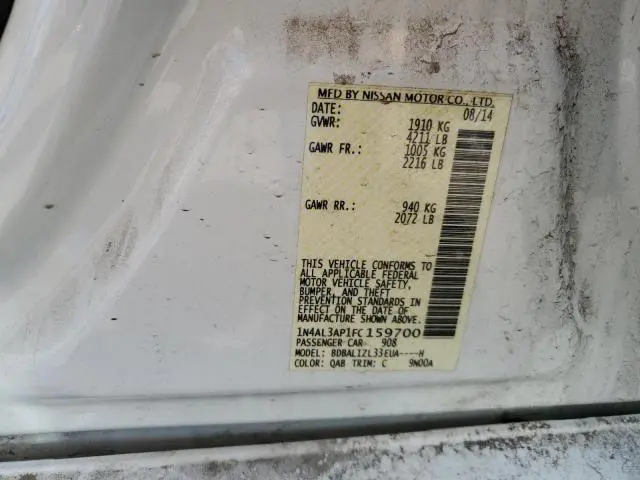 MFD BY NISSAN MOTOR CO., LTD.
DATE: 08/14
GVWR: 1910 KG
4211 LB
GAWR FR.: 1005 KG
2216 LB
GAWR RR.: 940 KG
2072 LB
THIS VEHICLE CONFORMS TO
ALL APPLICABLE FEDERAL
MOTOR VEHICLE SAFETY,
BUMPER, AND THEFT
PREVENTION STANDARDS IN
EFFECT ON THE DATE OF
MANUFACTURE SHOWN ABOVE.
1N4AL3AP1FC159700
PASSENGER CAR 908
MODEL: BDBALIZL33EUA----H
COLOR: QAB TRIM: C 9N00A